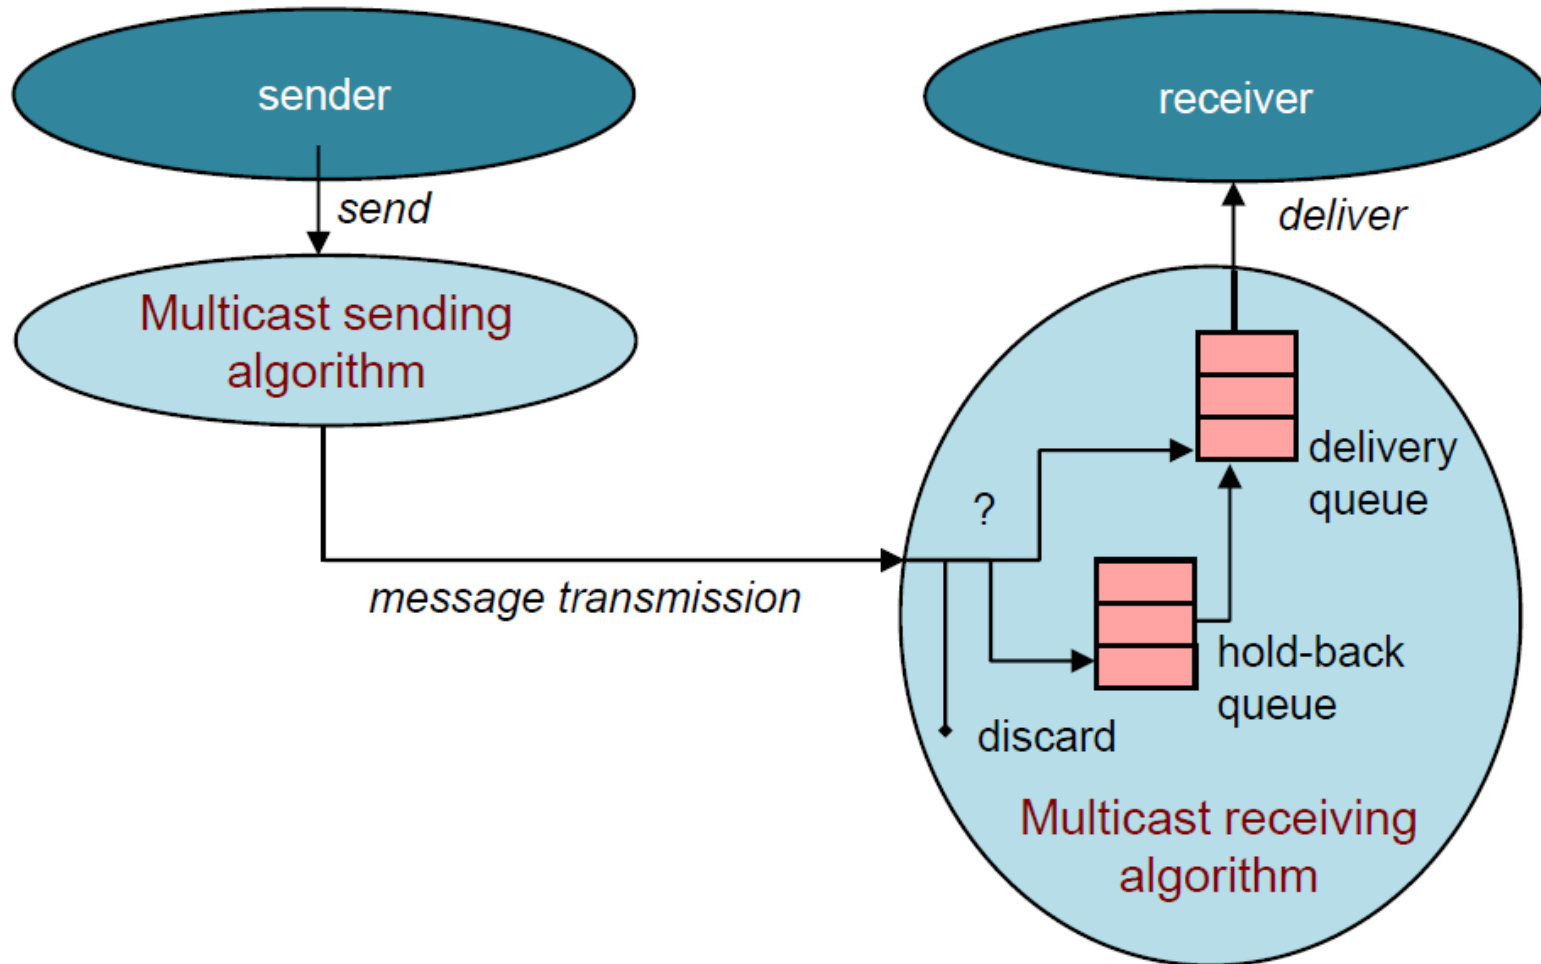 sender
receiver
send
deliver
Multicast sending
algorithm
delivery
queue
?
message transmission
hold-back
queue
discard
Multicast receiving
algorithm